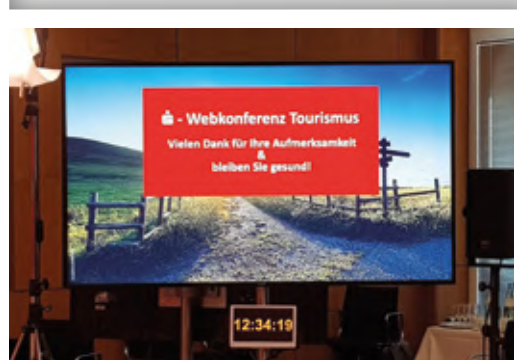 - Webkonferenz Tourismus
Vielen Dank für Ihre Aufmerksamkeit
&
bleiben Sie gesund!
12:34:19